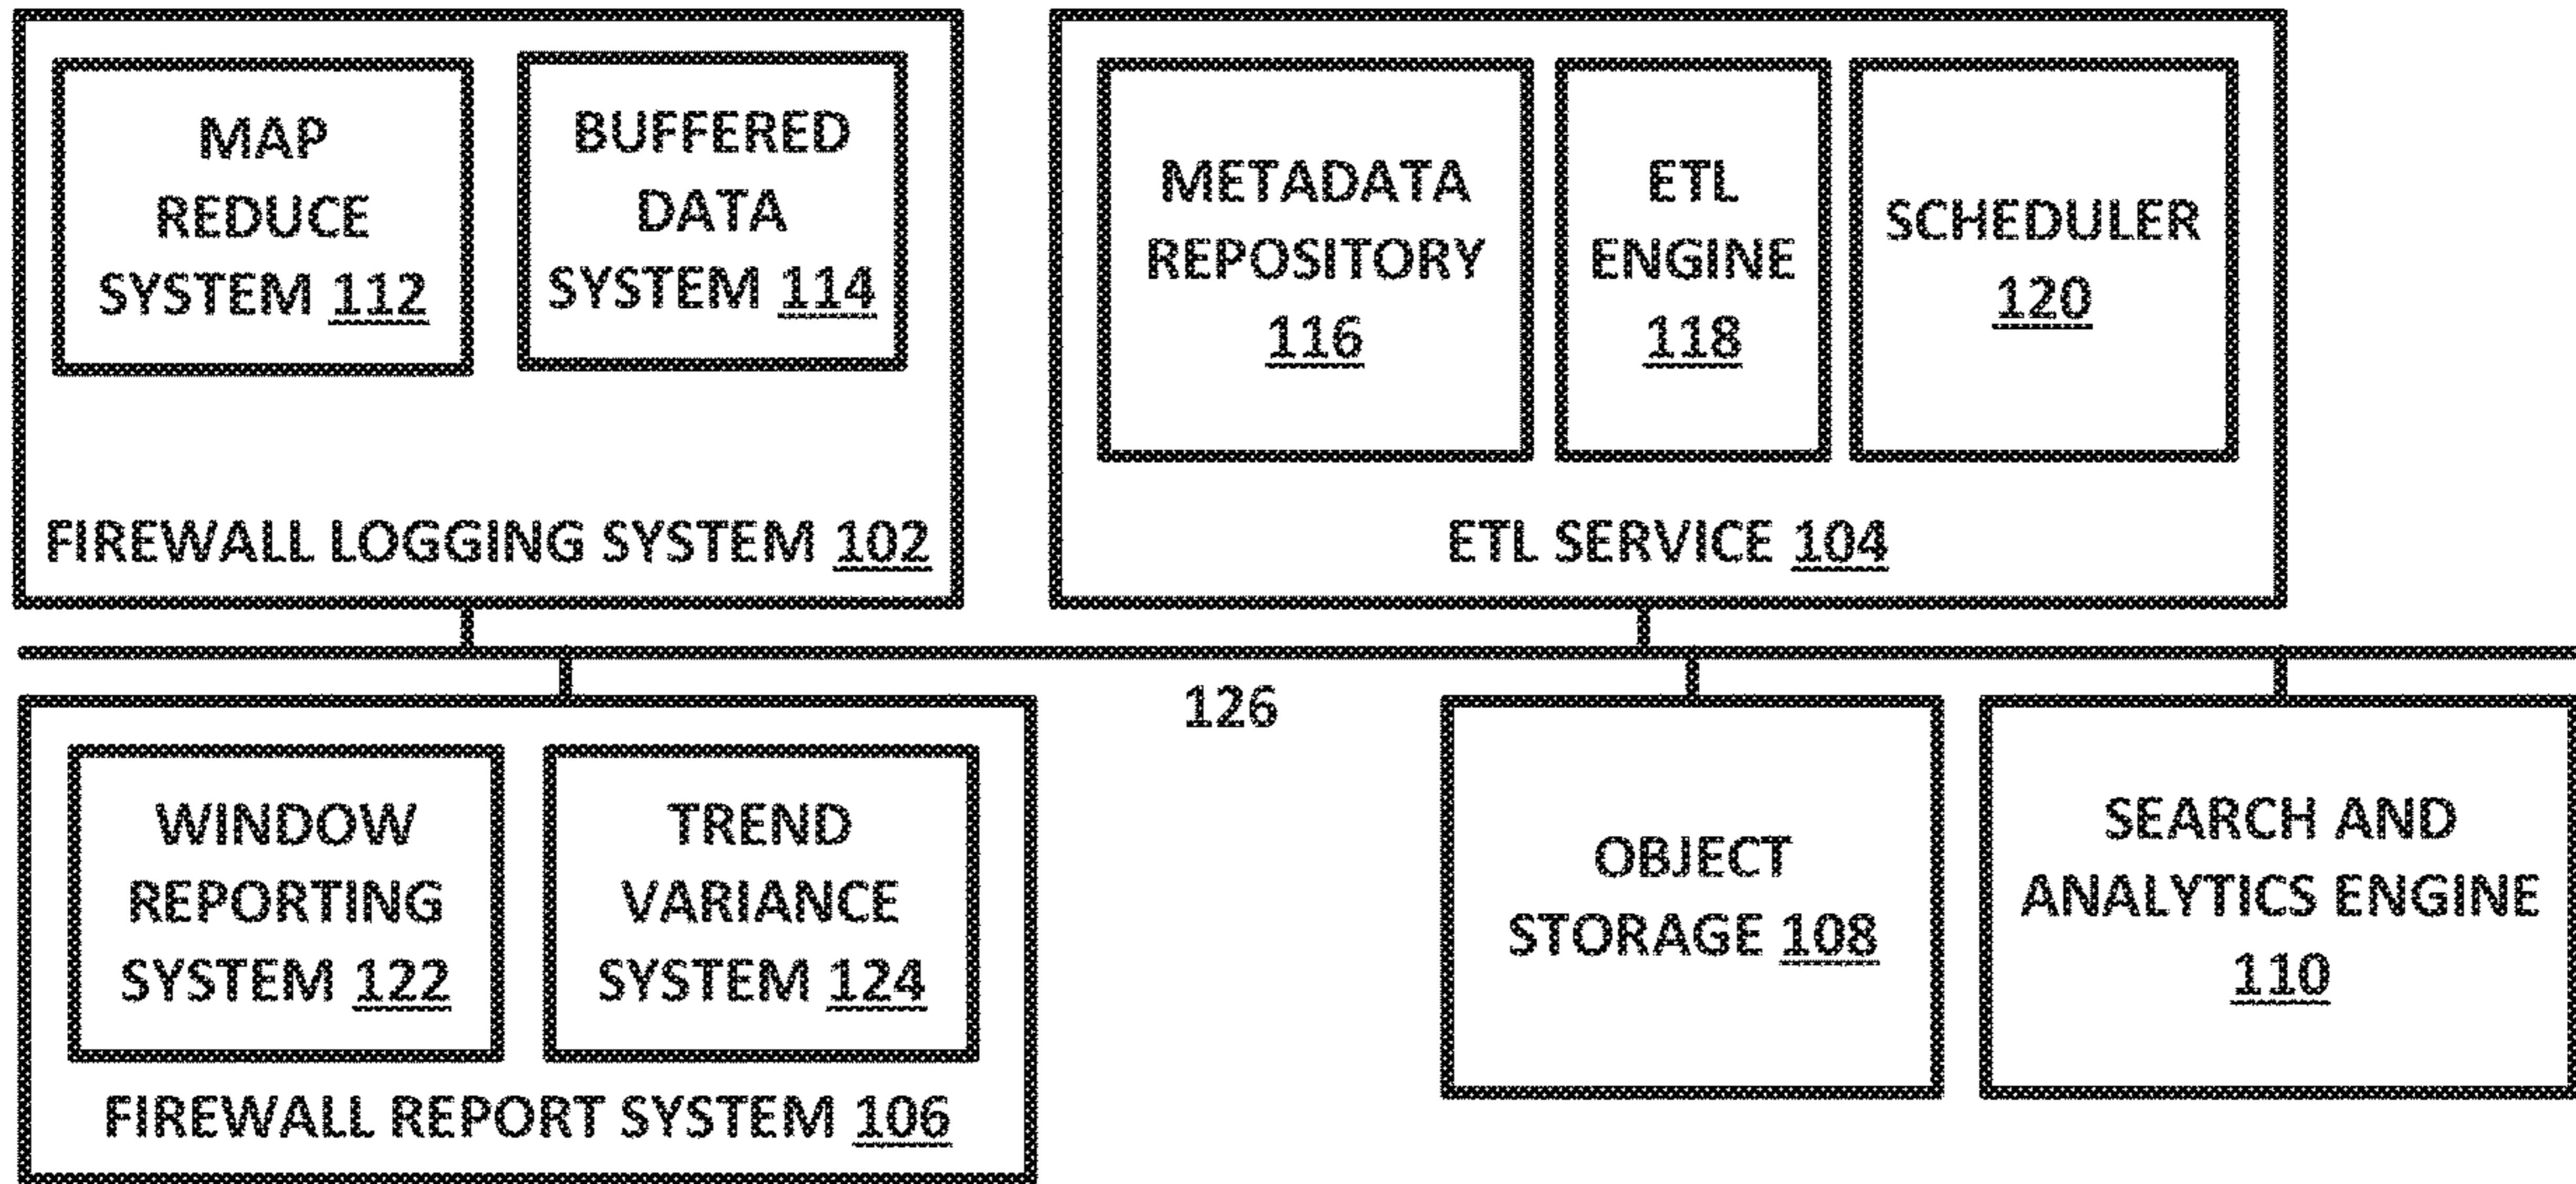 MAP
REDUCE
SYSTEM 112
BUFFERED
DATA
SYSTEM 114
FIREWALL LOGGING SYSTEM 102
METADATA
REPOSITORY
116
ETL
ENGINE
118
SCHEDULER
120
ETL SERVICE 104
126
WINDOW
REPORTING
SYSTEM 122
TREND
VARIANCE
SYSTEM 124
FIREWALL REPORT SYSTEM 106
OBJECT
STORAGE 108
SEARCH AND
ANALYTICS ENGINE
110